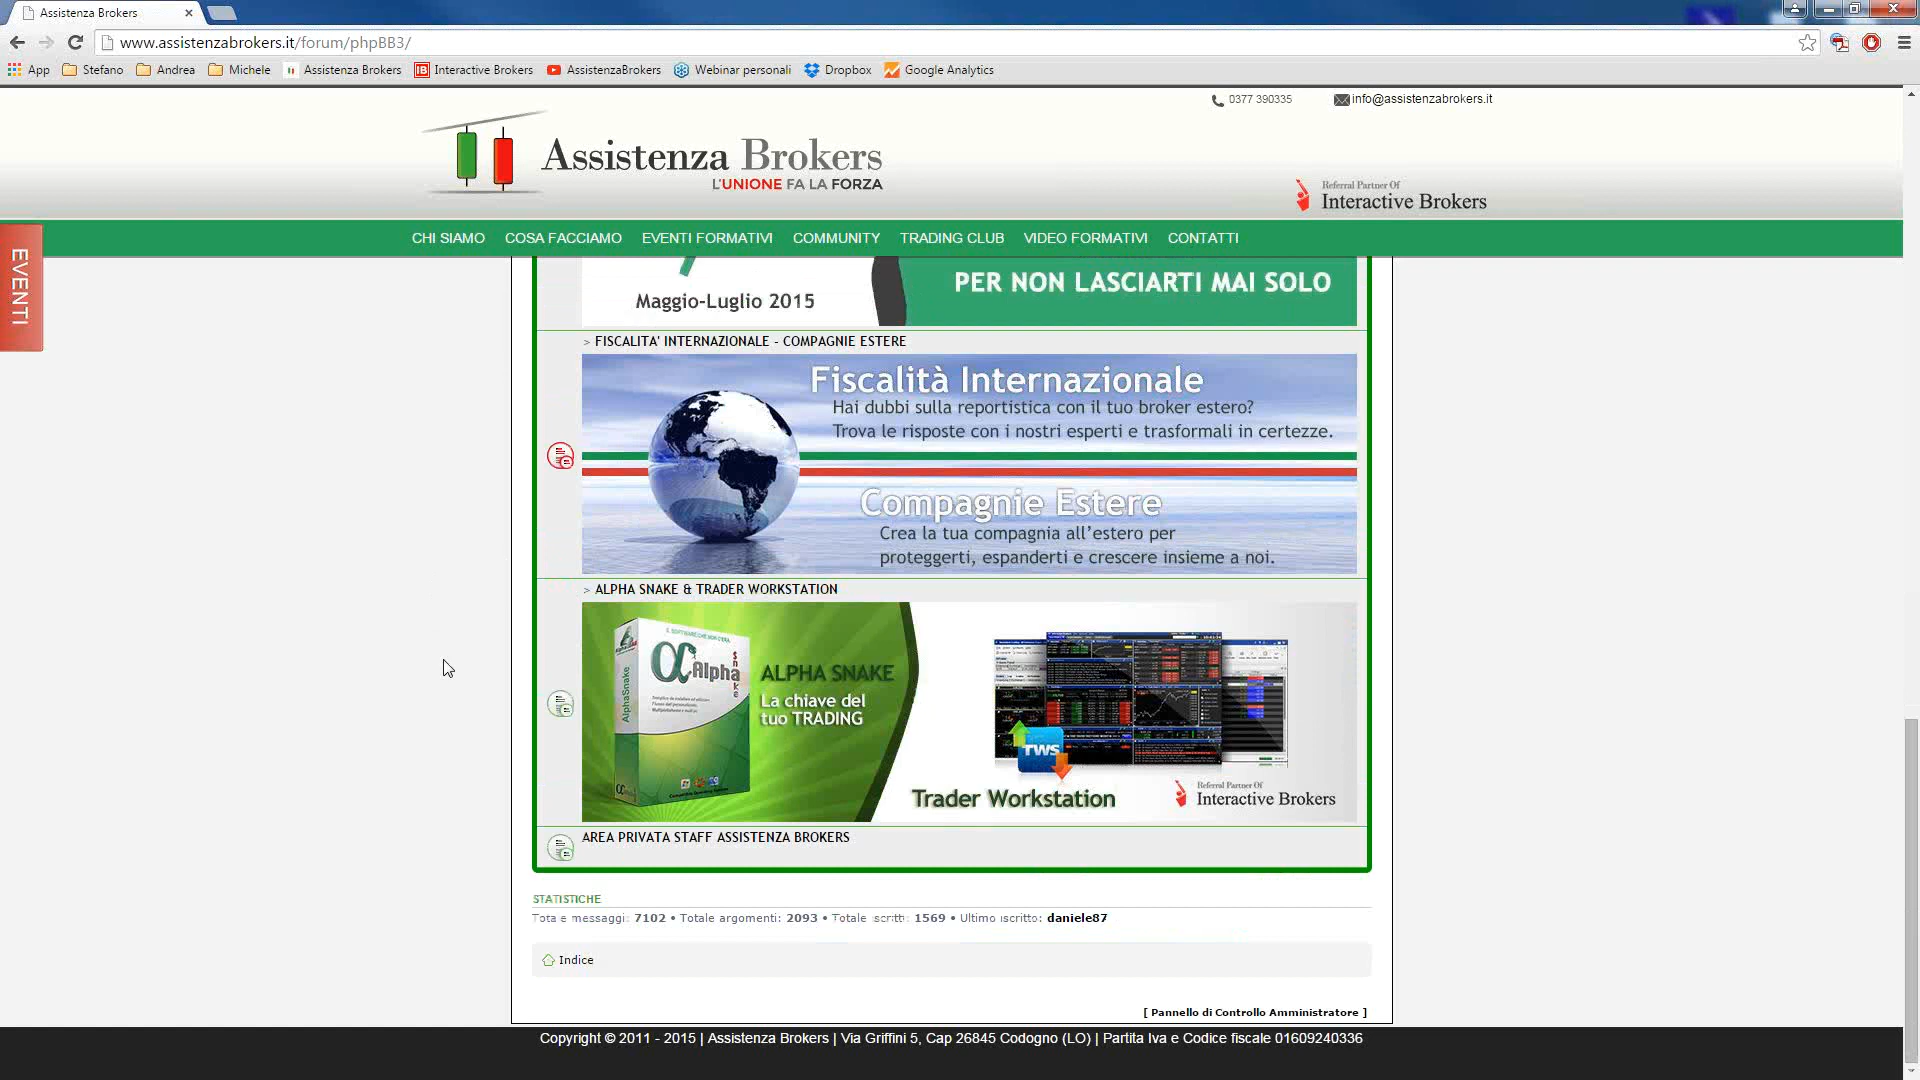 Assistenza Brokers
www.assistenzabrokers.it/forum/phpBB3/
App Stefano Andrea Michele Assistenza Brokers Interactive Brokers AssistenzaBrokers Webinar personali Dropbox Google Analytics
0377 390335 info@assistenzabrokers.it
Assistenza Brokers
L'UNIONE FA LA FORZA
Referral Partner Of
Interactive Brokers
CHI SIAMO COSA FACCIAMO EVENTI FORMATIVI COMMUNITY TRADING CLUB VIDEO FORMATIVI CONTATTI
EVENTI
PER NON LASCIARTI MAI SOLO
Maggio-Luglio 2015
> FISCALITA' INTERNAZIONALE - COMPAGNIE ESTERE
Fiscalità Internazionale
Hai dubbi sulla reportistica con il tuo broker estero?
Trova le risposte con i nostri esperti e trasformali in certezze.
Compagnie Estere
Crea la tua compagnia all'estero per
proteggerti, espanderti e crescere insieme a noi.
> ALPHA SNAKE & TRADER WORKSTATION
IL SOFTWARE CHE NON C'ERA
Alpha
snake
AlphaSnake
ALPHA SNAKE
La chiave del
tuo TRADING
TWS
Trader Workstation
Referral Partner Of
Interactive Brokers
AREA PRIVATA STAFF ASSISTENZA BROKERS
STATISTICHE
Totale messaggi: 7102 • Totale argomenti: 2093 • Totale iscritti: 1569 • Ultimo iscritto: daniele87
Indice
[ Pannello di Controllo Amministratore ]
Copyright © 2011 - 2015 | Assistenza Brokers | Via Griffini 5, Cap 26845 Codogno (LO) | Partita Iva e Codice fiscale 01609240336